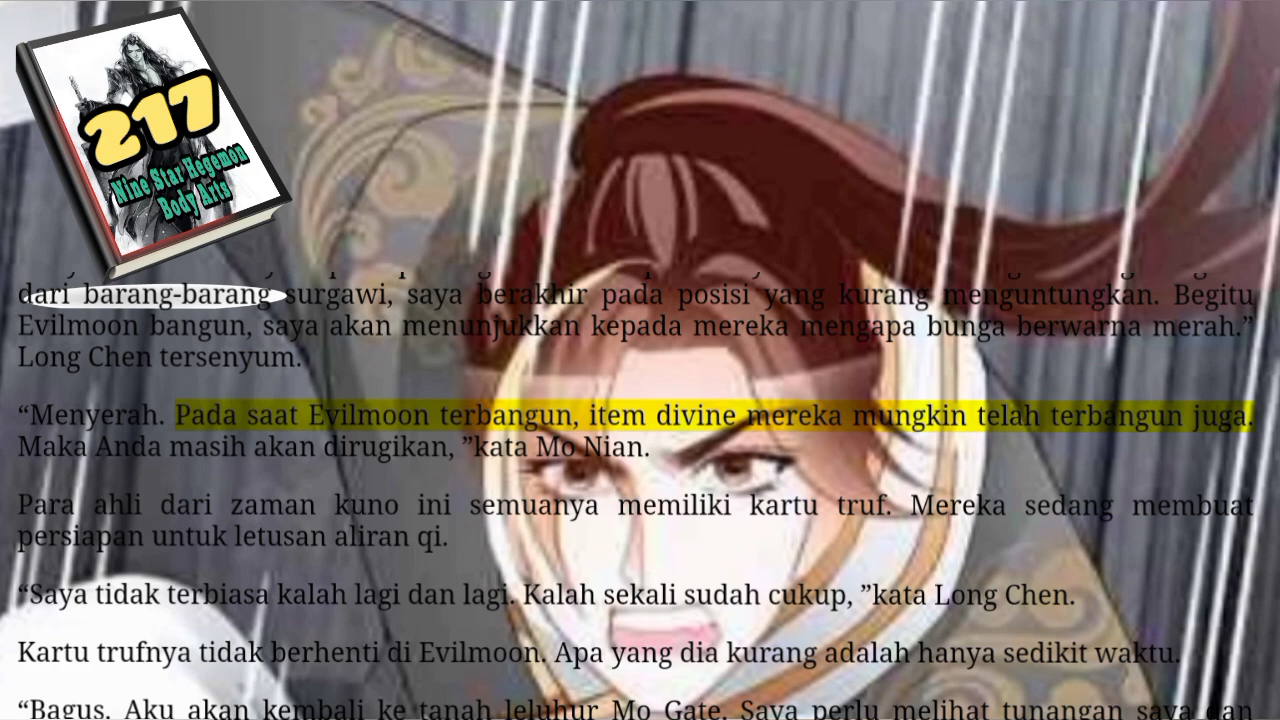 217
Nine Star Hegemon
Body Arts
dari barang-barang surgawi, saya berakhir pada posisi yang kurang menguntungkan. Begitu
Evilmoon bangun, saya akan menunjukkan kepada mereka mengapa bunga berwarna merah.”
Long Chen tersenyum.
“Menyerah. Pada saat Evilmoon terbangun, item divine mereka mungkin telah terbangun juga.
Maka Anda masih akan dirugikan, ”kata Mo Nian.
Para ahli dari zaman kuno ini semuanya memiliki kartu truf. Mereka sedang membuat
persiapan untuk letusan aliran qi.
“Saya tidak terbiasa kalah lagi dan lagi. Kalah sekali sudah cukup, ”kata Long Chen.
Kartu trufnya tidak berhenti di Evilmoon. Apa yang dia kurang adalah hanya sedikit waktu.
“Bagus. Aku akan kembali ke tanah leluhur Mo Gate. Saya perlu melihat tunangan saya dan